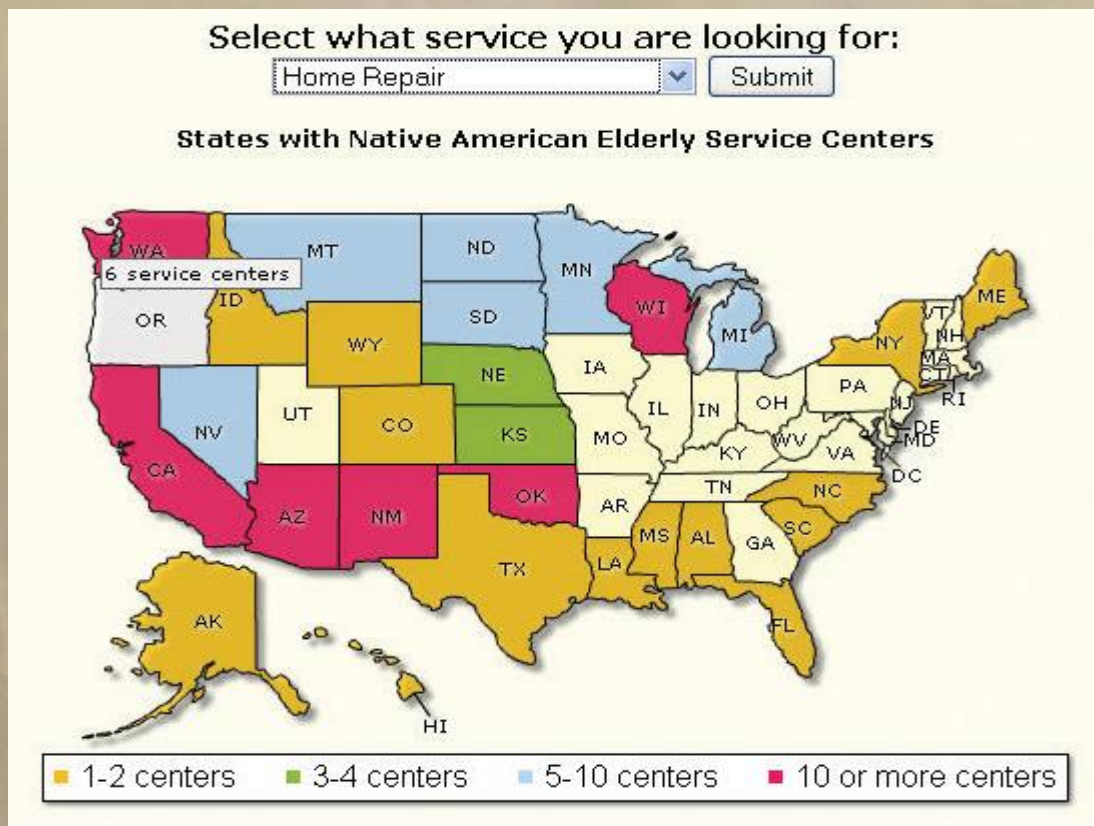 Select what service you are looking for:
Home Repair
Submit
States with Native American Elderly Service Centers
WA
6 service centers
MT
ND
MN
ID
OR
SD
WI
MI
ME
VT
NH
NY
WY
MA
CT
RI
NE
IA
PA
NJ
UT
CO
IL
IN
OH
DE
MD
NV
KS
MO
WV
VA
KY
DC
CA
TN
NC
AZ
NM
OK
AR
SC
MS
AL
GA
TX
LA
FL
AK
HI
1-2 centers
3-4 centers
5-10 centers
10 or more centers